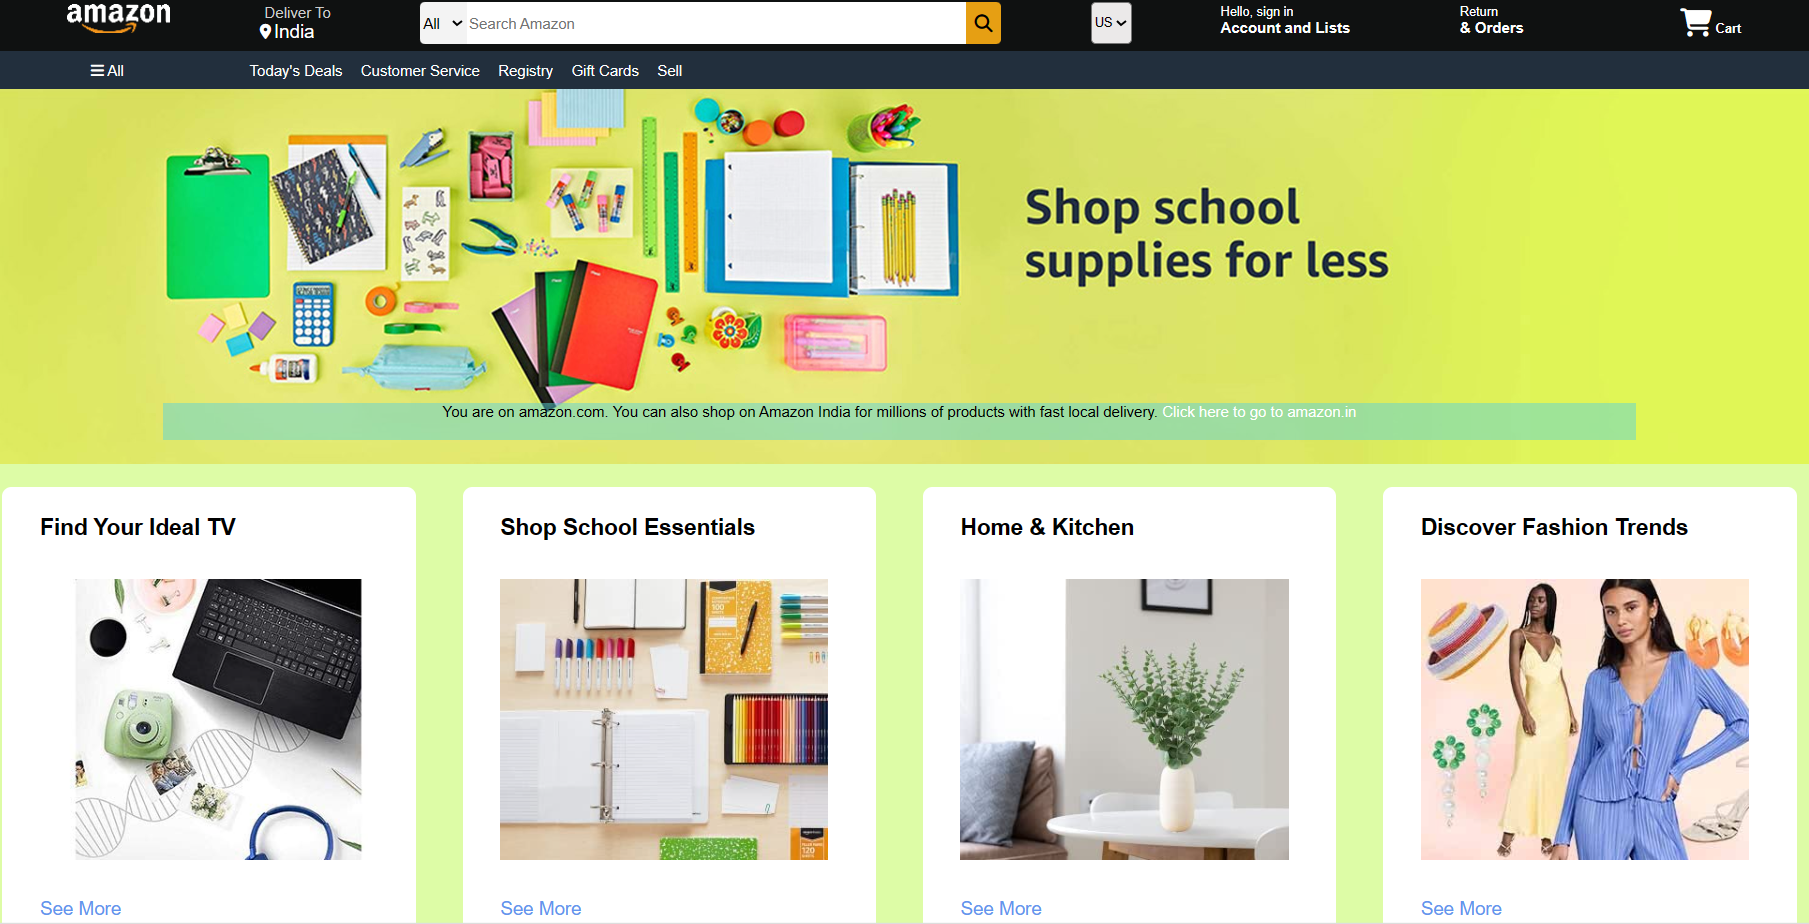 amazon
Deliver To
India
All
Search Amazon
US
Hello, sign in
Account and Lists
Return
& Orders
Cart
All
Today's Deals
Customer Service
Registry
Gift Cards
Sell
Shop school
supplies for less
You are on amazon.com. You can also shop on Amazon India for millions of products with fast local delivery. Click here to go to amazon.in
Find Your Ideal TV
Shop School Essentials
Home & Kitchen
Discover Fashion Trends
100
120
See More
See More
See More
See More